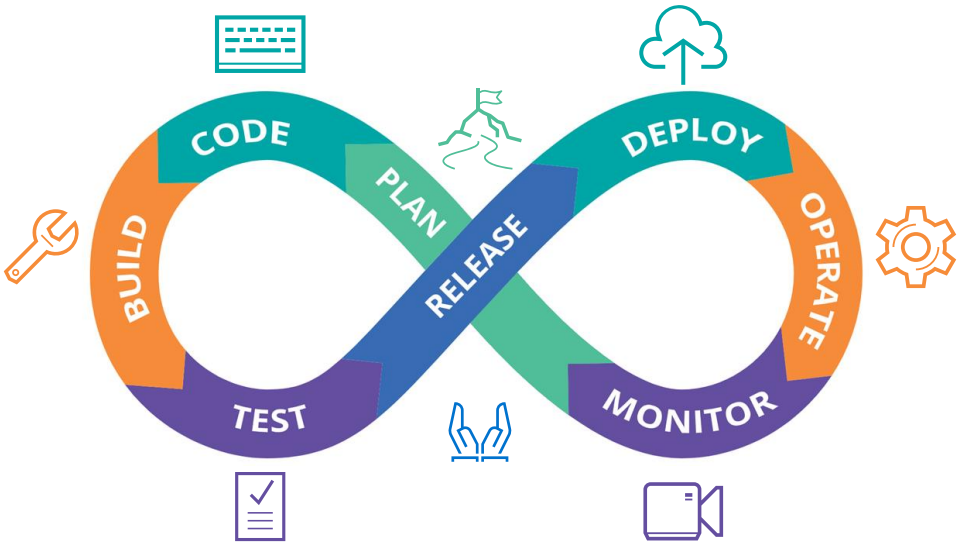 CODE
DEPLOY
PLAN
OPERATE
RELEASE
BUILD
TEST
MONITOR